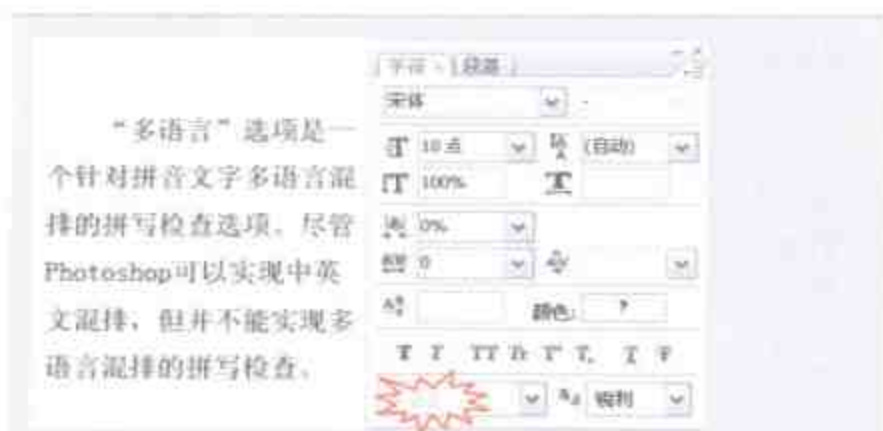 “多语言”选项是一
个针对拼音文字多语言混
排的拼写检查选项。尽管
Photoshop可以实现中英
文混排，但并不能实现多
语言混排的拼写检查。
字符 段落
宋体
T 10点 (自动)
T 100% T
0%
0
颜色: ?
T T TT Tr T T, T T
锐利